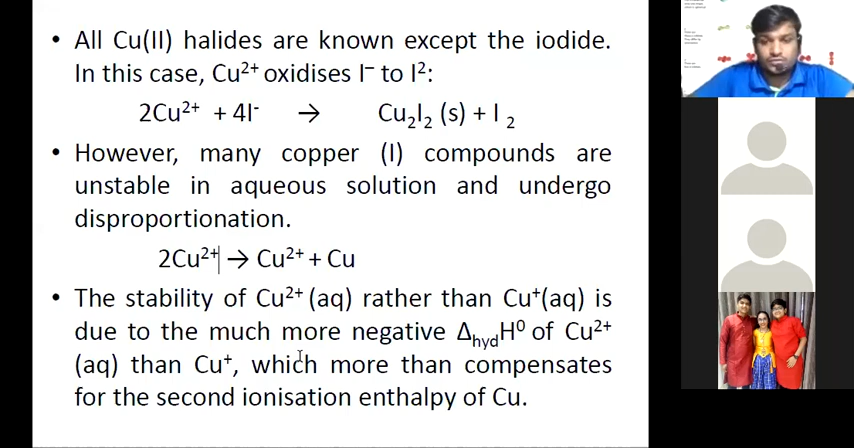 • All Cu(II) halides are known except the iodide.
In this case, Cu²⁺ oxidises I⁻ to I²:
2Cu²⁺ + 4I⁻ → Cu₂I₂ (s) + I ₂
• However, many copper (I) compounds are
unstable in aqueous solution and undergo
disproportionation.
2Cu²⁺ → Cu²⁺ + Cu
• The stability of Cu²⁺ (aq) rather than Cu⁺(aq) is
due to the much more negative ΔhydH⁰ of Cu²⁺
(aq) than Cu⁺, which more than compensates
for the second ionisation enthalpy of Cu.